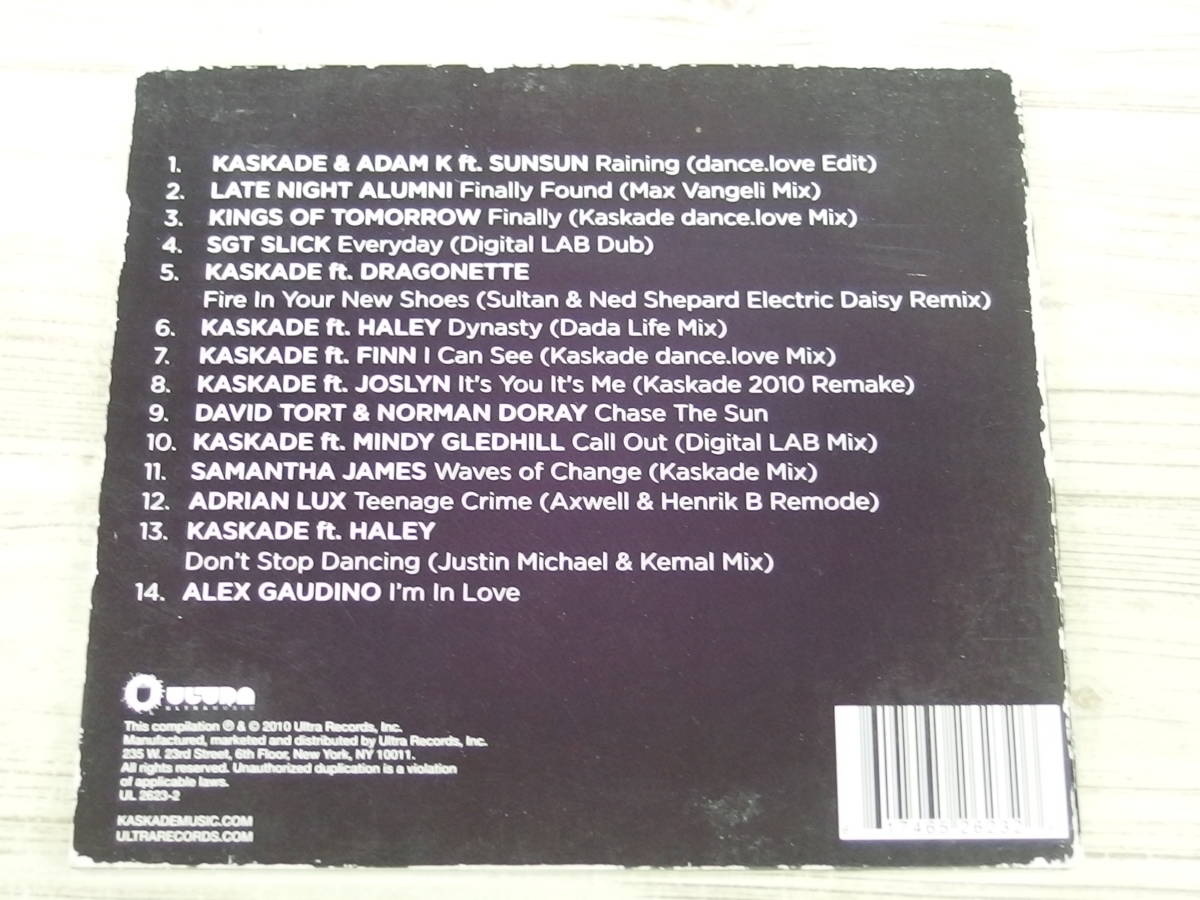 1. KASKADE & ADAM K ft. SUNSUN Raining (dance.love Edit)
2. LATE NIGHT ALUMNI Finally Found (Max Vangeli Mix)
3. KINGS OF TOMORROW Finally (Kaskade dance.love Mix)
4. SGT SLICK Everyday (Digital LAB Dub)
5. KASKADE ft. DRAGONETTE
Fire In Your New Shoes (Sultan & Ned Shepard Electric Daisy Remix)
6. KASKADE ft. HALEY Dynasty (Dada Life Mix)
7. KASKADE ft. FINN I Can See (Kaskade dance.love Mix)
8. KASKADE ft. JOSLYN It's You It's Me (Kaskade 2010 Remake)
9. DAVID TORT & NORMAN DORAY Chase The Sun
10. KASKADE ft. MINDY GLEDHILL Call Out (Digital LAB Mix)
11. SAMANTHA JAMES Waves of Change (Kaskade Mix)
12. ADRIAN LUX Teenage Crime (Axwell & Henrik B Remode)
13. KASKADE ft. HALEY
Don't Stop Dancing (Justin Michael & Kemal Mix)
14. ALEX GAUDINO I'm In Love
ULTRA
ULTRAMUSIC
This compilation ℗ & © 2010 Ultra Records, Inc.
Manufactured, marketed and distributed by Ultra Records, Inc.
235 W. 23rd Street, 6th Floor, New York, NY 10011.
All rights reserved. Unauthorized duplication is a violation
of applicable laws.
UL 2623-2
KASKADEMUSIC.COM
ULTRARECORDS.COM
17465 26232